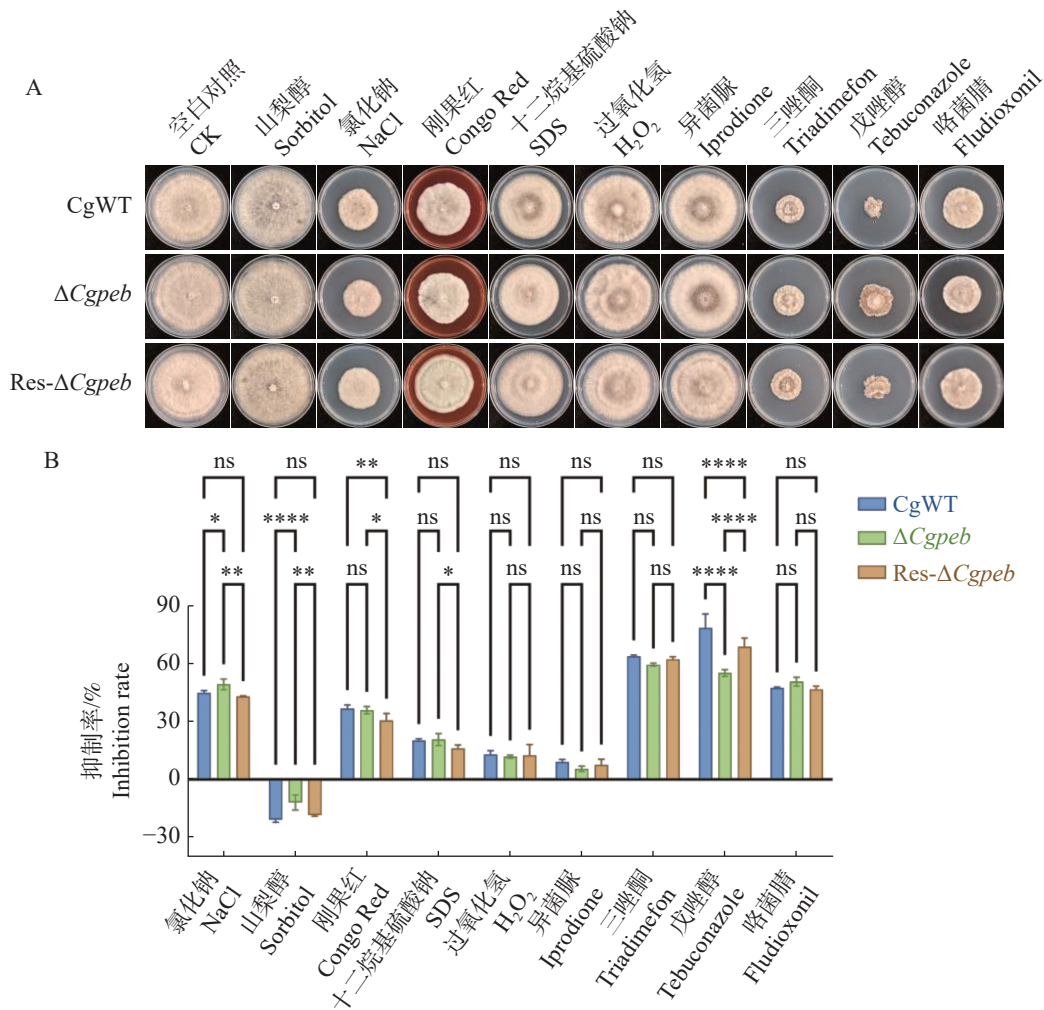 A
空白对照
CK
山梨醇
Sorbitol
氯化钠
NaCl
刚果红
Congo Red
十二烷基硫酸钠
SDS
过氧化氢
H₂O₂
异菌脲
Iprodione
三唑酮
Triadimefon
戊唑醇
Tebuconazole
咯菌腈
Fludioxonil
CgWT
ΔCgpeb
Res-ΔCgpeb
B
ns ns ** ns ns ns ns **** ns
* **** * ns ns ns ns **** ns
** ** ns * ns ns ns **** ns
CgWT
ΔCgpeb
Res-ΔCgpeb
抑制率/%
Inhibition rate
90
60
30
0
−30
氯化钠
NaCl
山梨醇
Sorbitol
刚果红
Congo Red
十二烷基硫酸钠
SDS
过氧化氢
H₂O₂
异菌脲
Iprodione
三唑酮
Triadimefon
戊唑醇
Tebuconazole
咯菌腈
Fludioxonil